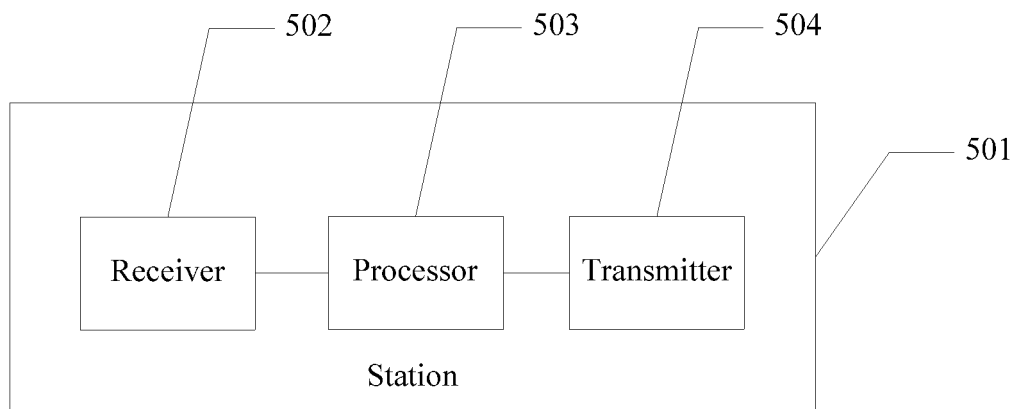 502
503
504
501
Receiver
Processor
Transmitter
Station